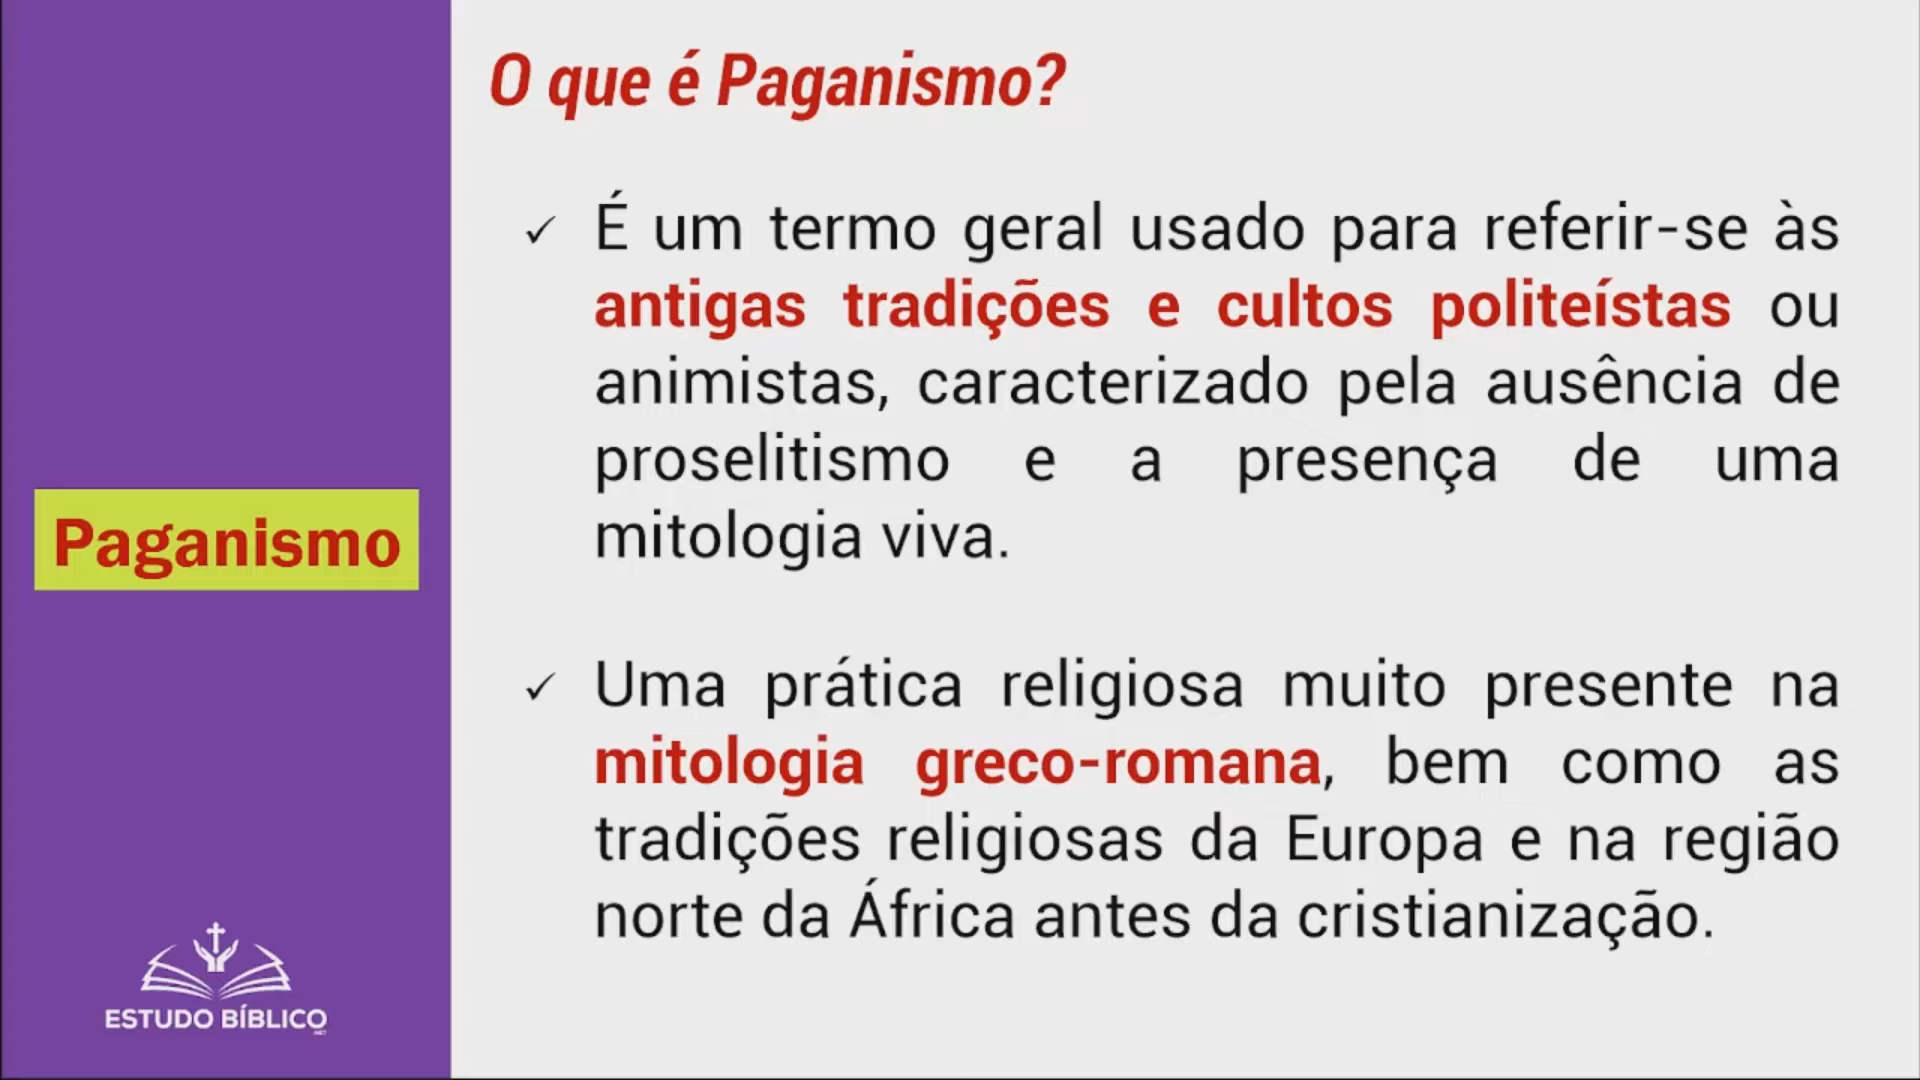 O que é Paganismo?
É um termo geral usado para referir-se às
antigas tradições e cultos politeístas ou
animistas, caracterizado pela ausência de
proselitismo e a presença de uma
mitologia viva.
Uma prática religiosa muito presente na
mitologia greco-romana, bem como as
tradições religiosas da Europa e na região
norte da África antes da cristianização.
Paganismo
ESTUDO BÍBLICO